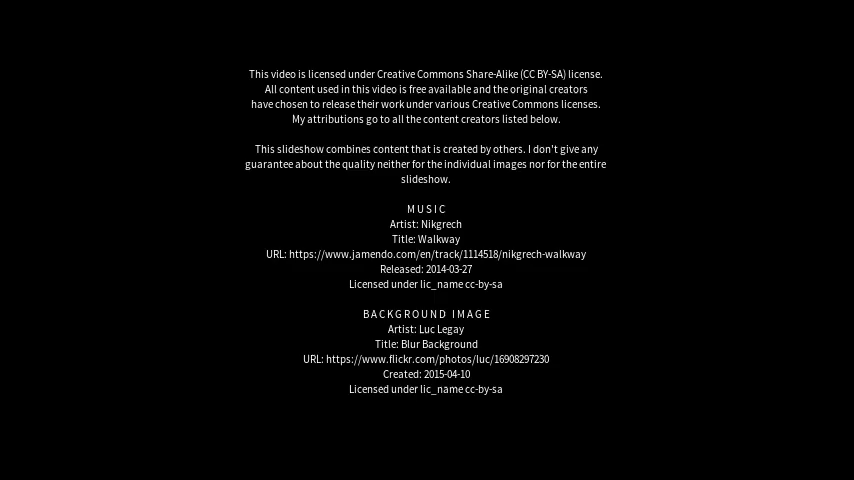 This video is licensed under Creative Commons Share-Alike (CC BY-SA) license.
All content used in this video is free available and the original creators
have chosen to release their work under various Creative Commons licenses.
My attributions go to all the content creators listed below.
This slideshow combines content that is created by others. I don't give any
guarantee about the quality neither for the individual images nor for the entire
slideshow.
MUSIC
Artist: Nikgrech
Title: Walkway
URL: https://www.jamendo.com/en/track/1114518/nikgrech-walkway
Released: 2014-03-27
Licensed under lic_name cc-by-sa
BACKGROUND IMAGE
Artist: Luc Legay
Title: Blur Background
URL: https://www.flickr.com/photos/luc/16908297230
Created: 2015-04-10
Licensed under lic_name cc-by-sa